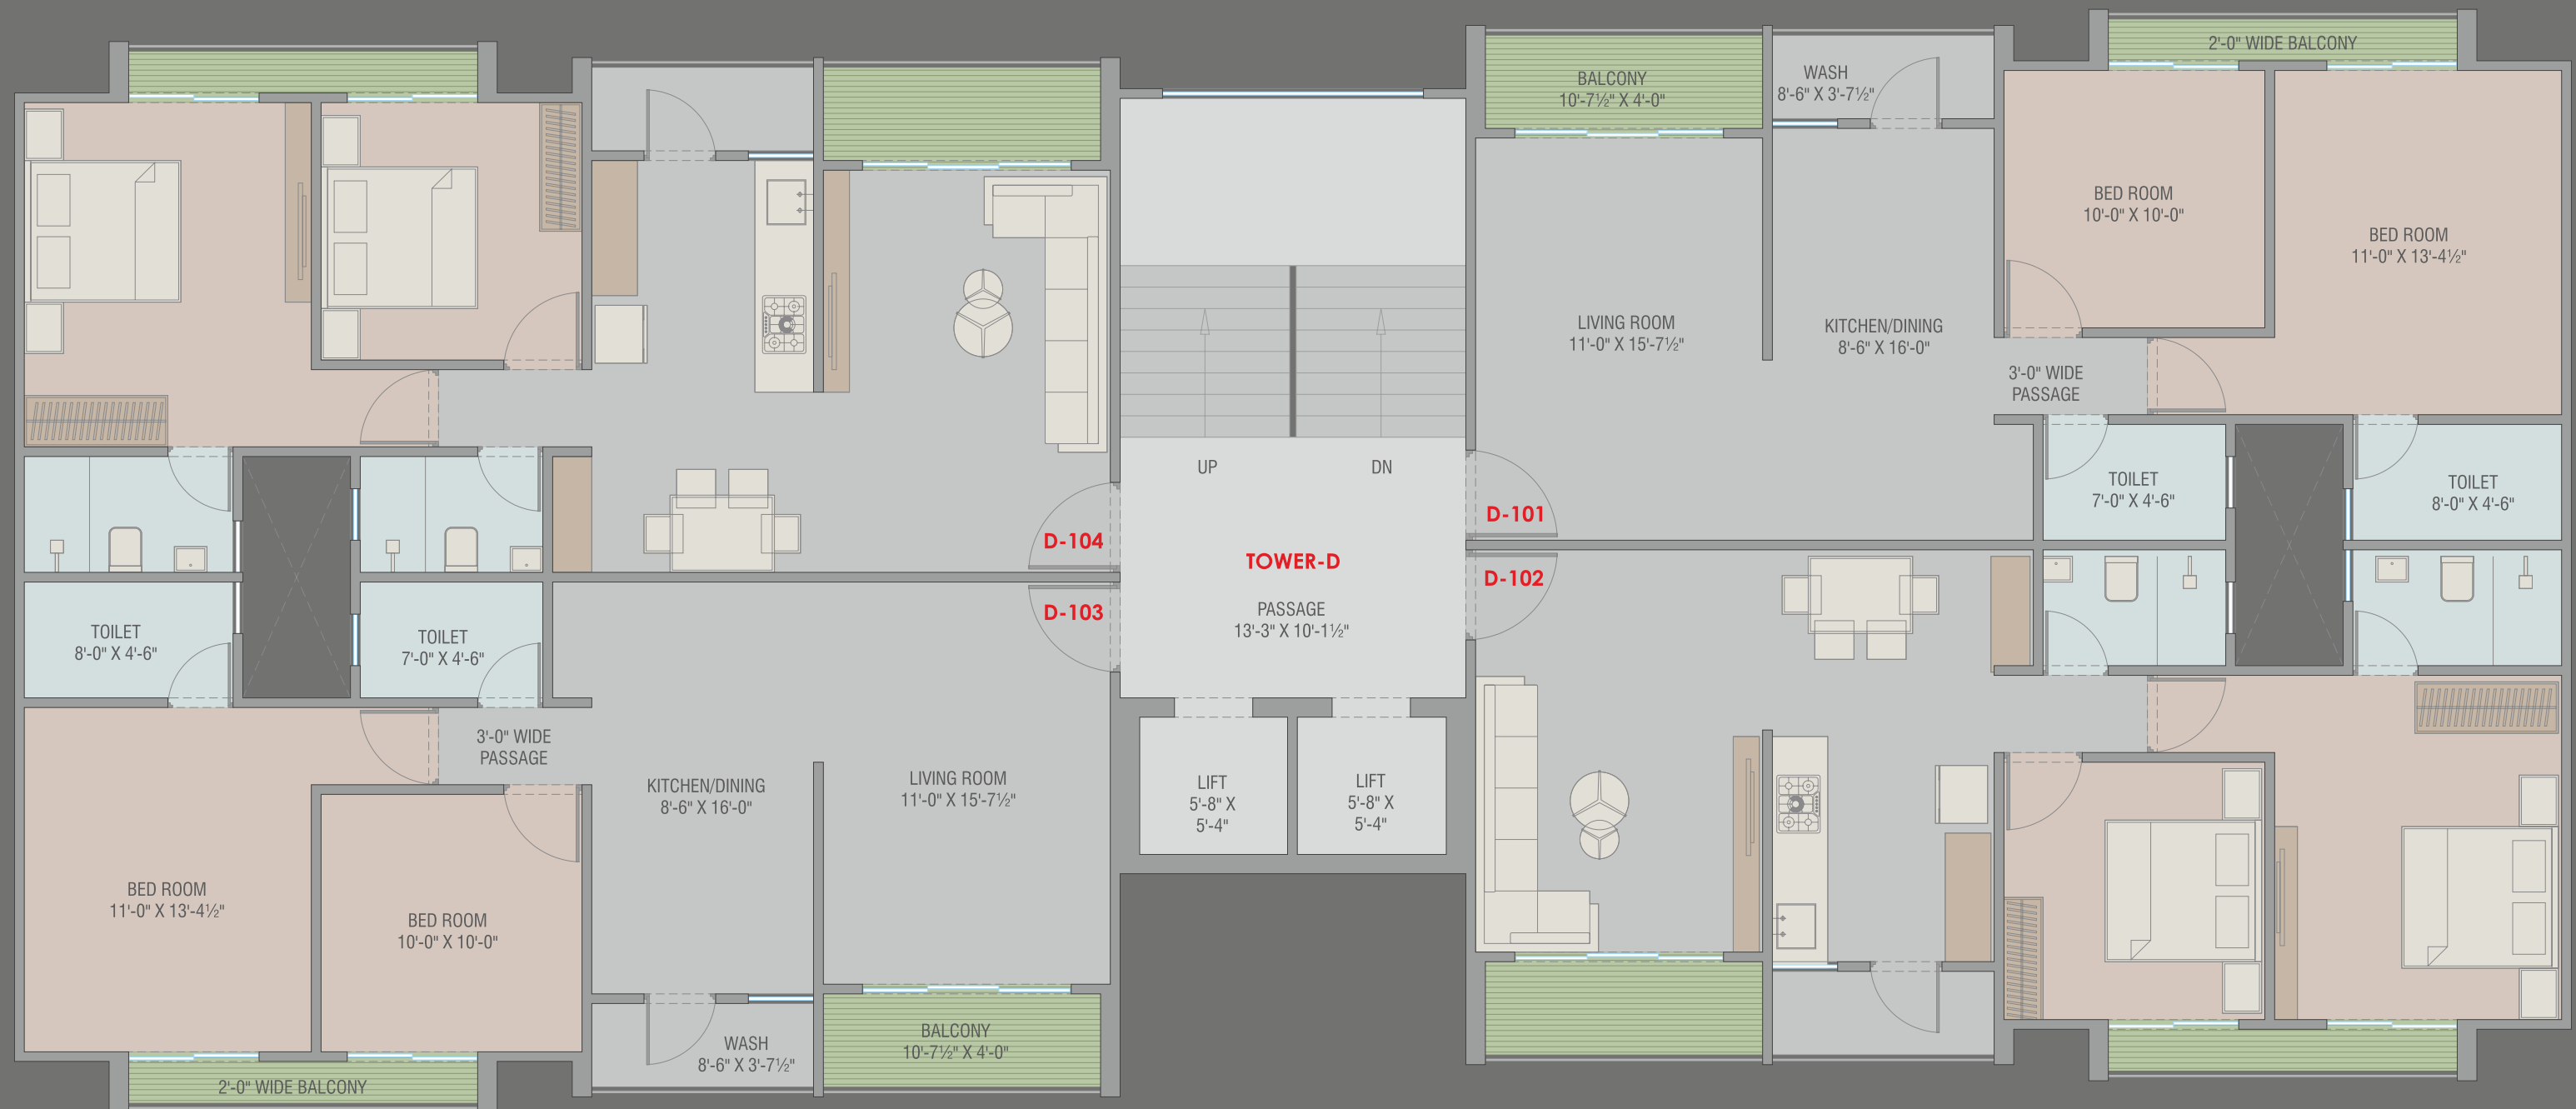 2'-0" WIDE BALCONY
BALCONY
10'-7½" X 4'-0"
WASH
8'-6" X 3'-7½"
BED ROOM
10'-0" X 10'-0"
BED ROOM
11'-0" X 13'-4½"
LIVING ROOM
11'-0" X 15'-7½"
KITCHEN/DINING
8'-6" X 16'-0"
3'-0" WIDE
PASSAGE
UP
DN
TOILET
7'-0" X 4'-6"
TOILET
8'-0" X 4'-6"
D-104
D-101
TOWER-D
D-103
D-102
PASSAGE
13'-3" X 10'-1½"
TOILET
8'-0" X 4'-6"
TOILET
7'-0" X 4'-6"
3'-0" WIDE
PASSAGE
KITCHEN/DINING
8'-6" X 16'-0"
LIVING ROOM
11'-0" X 15'-7½"
LIFT
5'-8" X
5'-4"
LIFT
5'-8" X
5'-4"
BED ROOM
11'-0" X 13'-4½"
BED ROOM
10'-0" X 10'-0"
WASH
8'-6" X 3'-7½"
BALCONY
10'-7½" X 4'-0"
2'-0" WIDE BALCONY